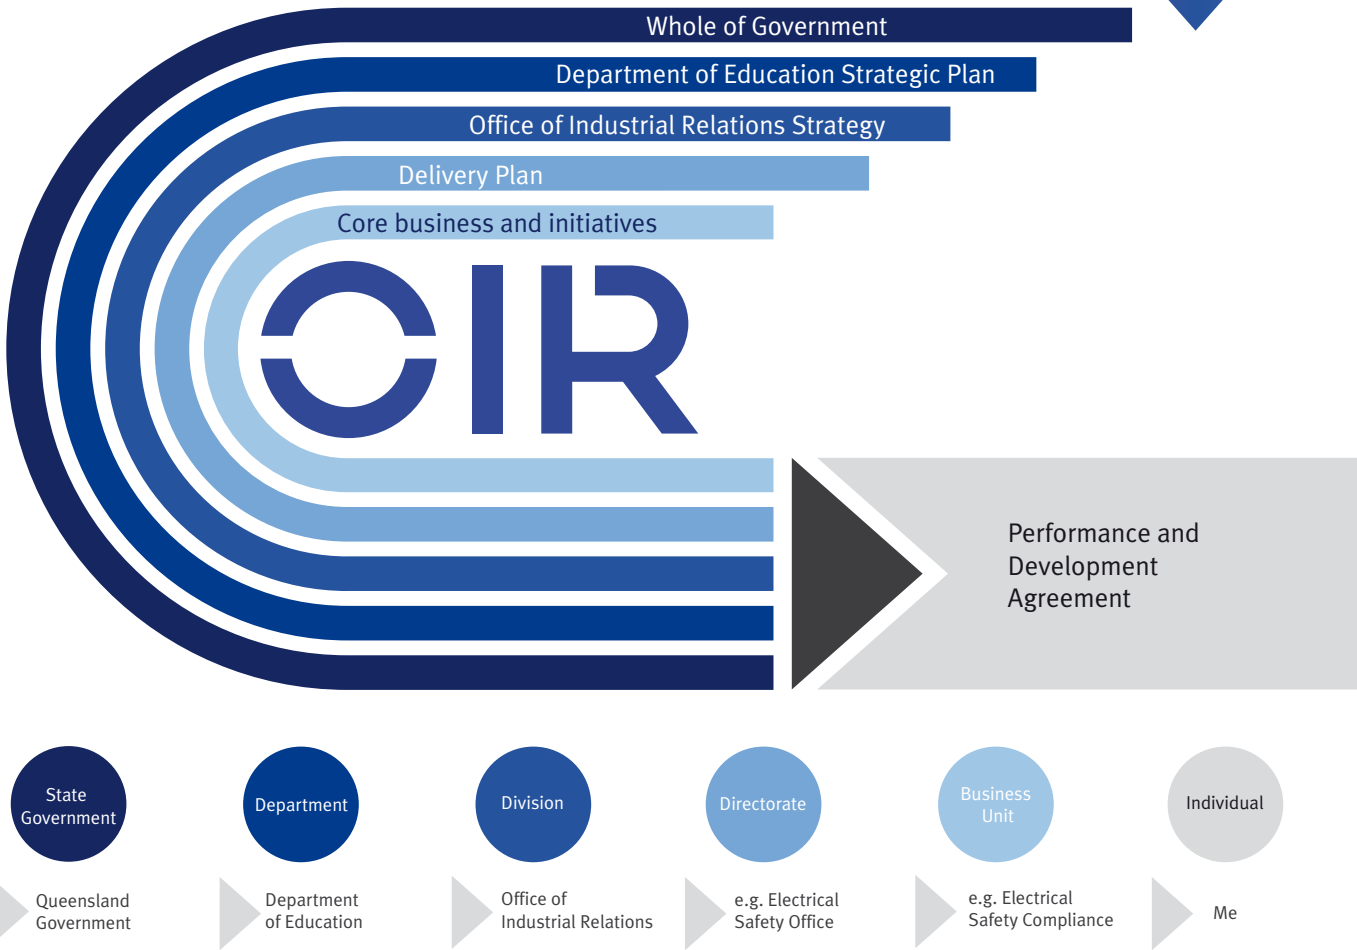 Whole of Government
Department of Education Strategic Plan
Office of Industrial Relations Strategy
Delivery Plan
Core business and initiatives
OIR
Performance and
Development
Agreement
State
Government
Department
Division
Directorate
Business
Unit
Individual
Queensland
Government
Department
of Education
Office of
Industrial Relations
e.g. Electrical
Safety Office
e.g. Electrical
Safety Compliance
Me